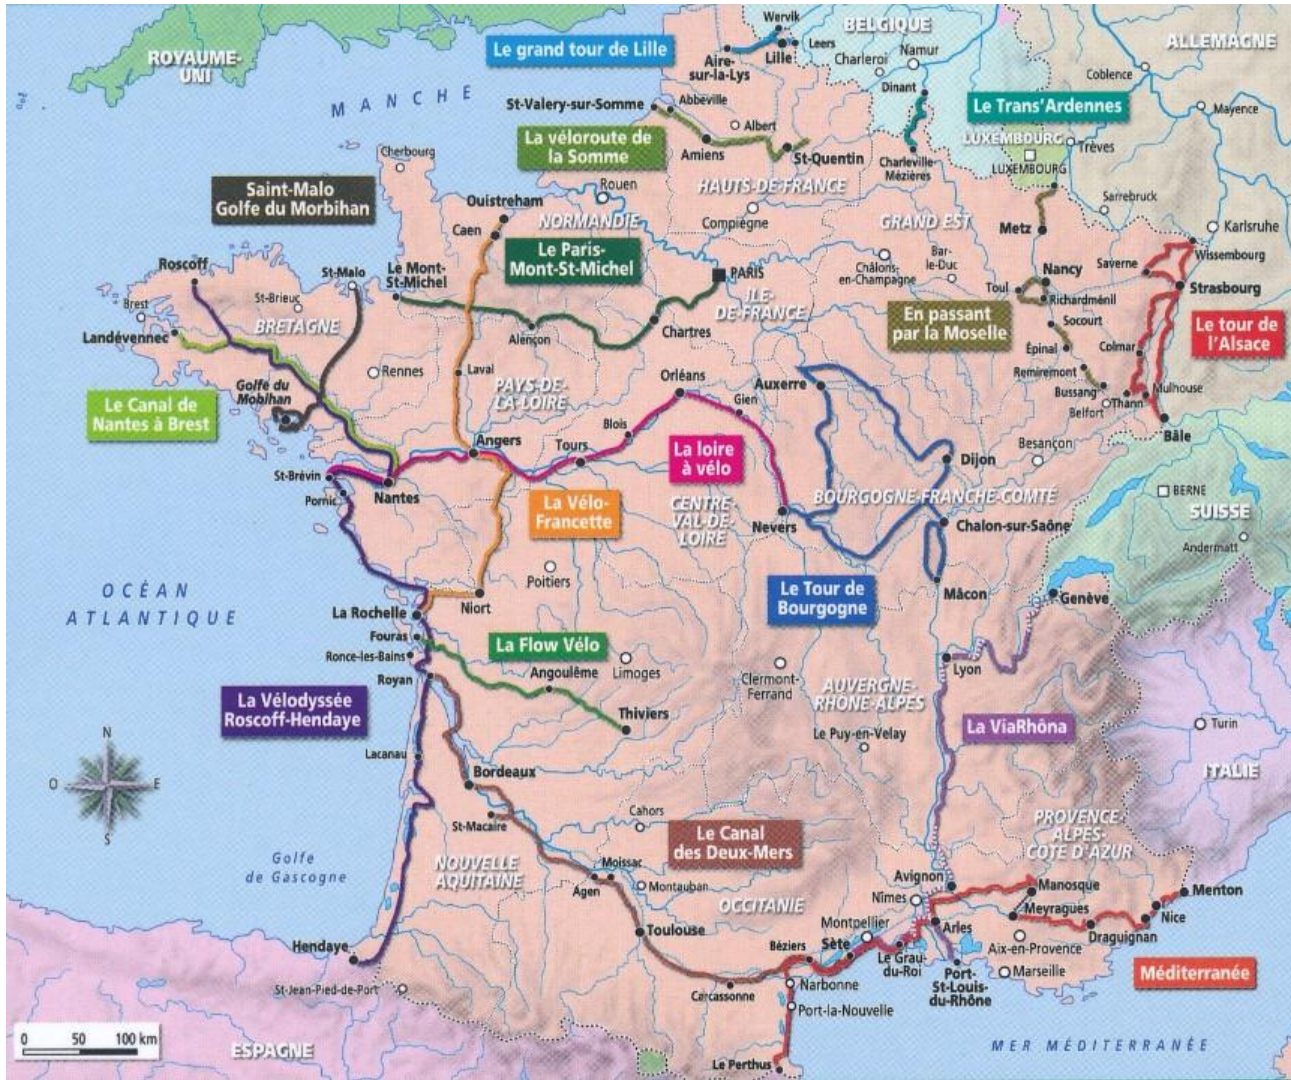 ROYAUME-
UNI
MANCHE
Le grand tour de Lille
Wervik
Leers
Lille
Aire-
sur-la-Lys
BELGIQUE
Charleroi
Namur
Dinant
ALLEMAGNE
Coblence
Mayence
Le Trans'Ardennes
LUXEMBOURG
LUXEMBOURG
Trèves
St-Valery-sur-Somme
Abbeville
Albert
La véloroute de
la Somme
Amiens
St-Quentin
Charleville-
Mézières
HAUTS-DE-FRANCE
Cherbourg
Saint-Malo
Golfe du Morbihan
Ouistreham
Caen
Rouen
NORMANDIE
Compiègne
GRAND EST
Metz
Sarrebruck
Karlsruhe
Wissembourg
Le Paris-
Mont-St-Michel
PARIS
ÎLE-
DE-FRANCE
Châlons-
en-Champagne
Bar-
le-Duc
Nancy
Toul
Richardménil
Saverne
Strasbourg
Roscoff
St-Malo
Le Mont-
St-Michel
Brest
St-Brieuc
BRETAGNE
Landévennec
Alençon
Chartres
En passant
par la Moselle
Socourt
Épinal
Remiremont
Bussang
Belfort
Colmar
Thann
Mulhouse
Le tour de
l'Alsace
Bâle
Rennes
Laval
PAYS-DE-
LA-LOIRE
Golfe du
Mobihan
Le Canal de
Nantes à Brest
Orléans
Gien
Auxerre
Blois
Tours
Angers
La loire
à vélo
Dijon
Besançon
St-Brévin
Pornic
Nantes
La Vélo-
Francette
CENTRE-
VAL-DE-
LOIRE
Nevers
BOURGOGNE-FRANCHE-COMTÉ
Chalon-sur-Saône
BERNE
SUISSE
Andermatt
OCÉAN
ATLANTIQUE
Poitiers
Niort
Le Tour de
Bourgogne
Mâcon
Genève
La Rochelle
Fouras
Ronce-les-Bains
Royan
La Flow Vélo
Angoulême
Limoges
Thiviers
Clermont-
Ferrand
Lyon
AUVERGNE-
RHÔNE-ALPES
Le Puy-en-Velay
La ViaRhôna
Turin
ITALIE
La Vélodyssée
Roscoff-Hendaye
N
O
E
S
Lacanau
Bordeaux
St-Macaire
Cahors
Le Canal
des Deux-Mers
PROVENCE-
ALPES-
CÔTE D'AZUR
Golfe
de Gascogne
NOUVELLE
AQUITAINE
Moissac
Agen
Montauban
OCCITANIE
Avignon
Nîmes
Manosque
Meyragues
Menton
Nice
Draguignan
Hendaye
Toulouse
Montpellier
Béziers
Sète
Le Grau-
du-Roi
Arles
Aix-en-Provence
Marseille
Port-
St-Louis-
du-Rhône
Méditerranée
St-Jean-Pied-de-Port
Carcassonne
Narbonne
Port-la-Nouvelle
0 50 100 km
ESPAGNE
Le Perthus
MER MÉDITERRANÉE